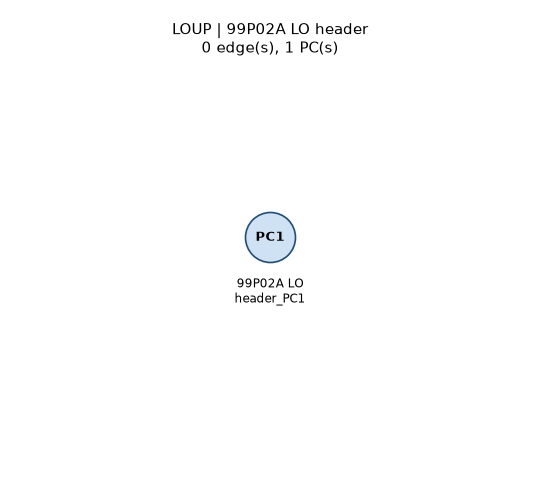 LOUP | 99P02A LO header
0 edge(s), 1 PC(s)
PC1
99P02A LO
header_PC1